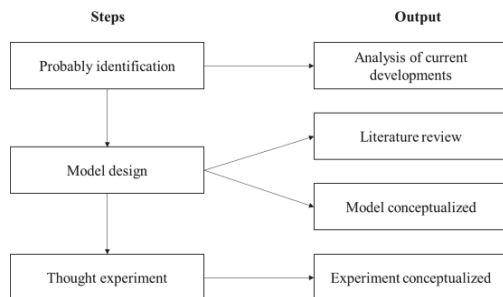 Steps
Output
Probably identification
Analysis of current
developments
Literature review
Model design
Model conceptualized
Thought experiment
Experiment conceptualized